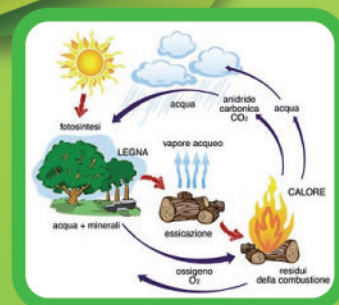 acqua
anidride
carbonica
CO₂
acqua
fotosintesi
LEGNA
vapore acqueo
CALORE
acqua + minerali
essicazione
ossigeno
O₂
residui
della combustione